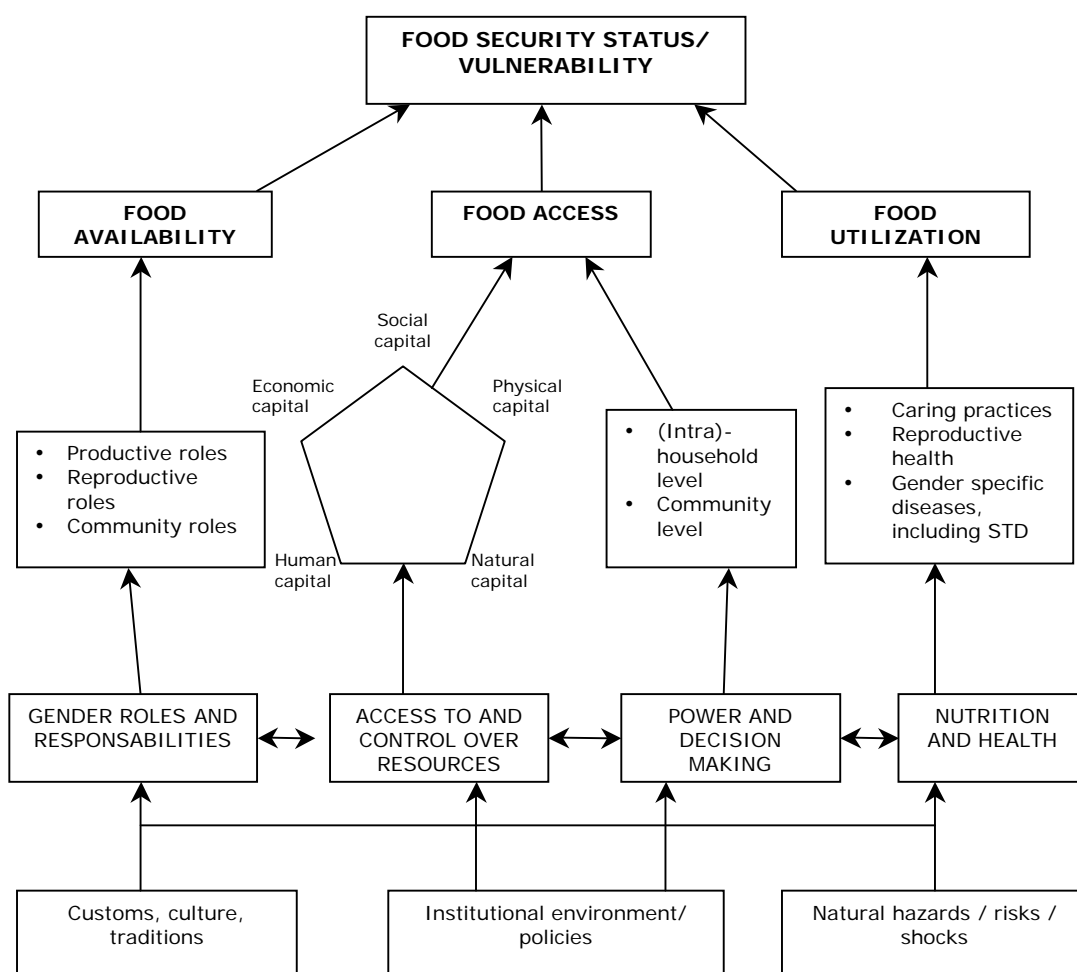 FOOD SECURITY STATUS/
VULNERABILITY
FOOD
AVAILABILITY
FOOD ACCESS
FOOD
UTILIZATION
Social
capital
Economic
capital
Physical
capital
Human
capital
Natural
capital
• Productive roles
• Reproductive
roles
• Community roles
• (Intra)-
household
level
• Community
level
• Caring practices
• Reproductive
health
• Gender specific
diseases,
including STD
GENDER ROLES AND
RESPONSABILITIES
ACCESS TO AND
CONTROL OVER
RESOURCES
POWER AND
DECISION
MAKING
NUTRITION
AND HEALTH
Customs, culture,
traditions
Institutional environment/
policies
Natural hazards / risks /
shocks